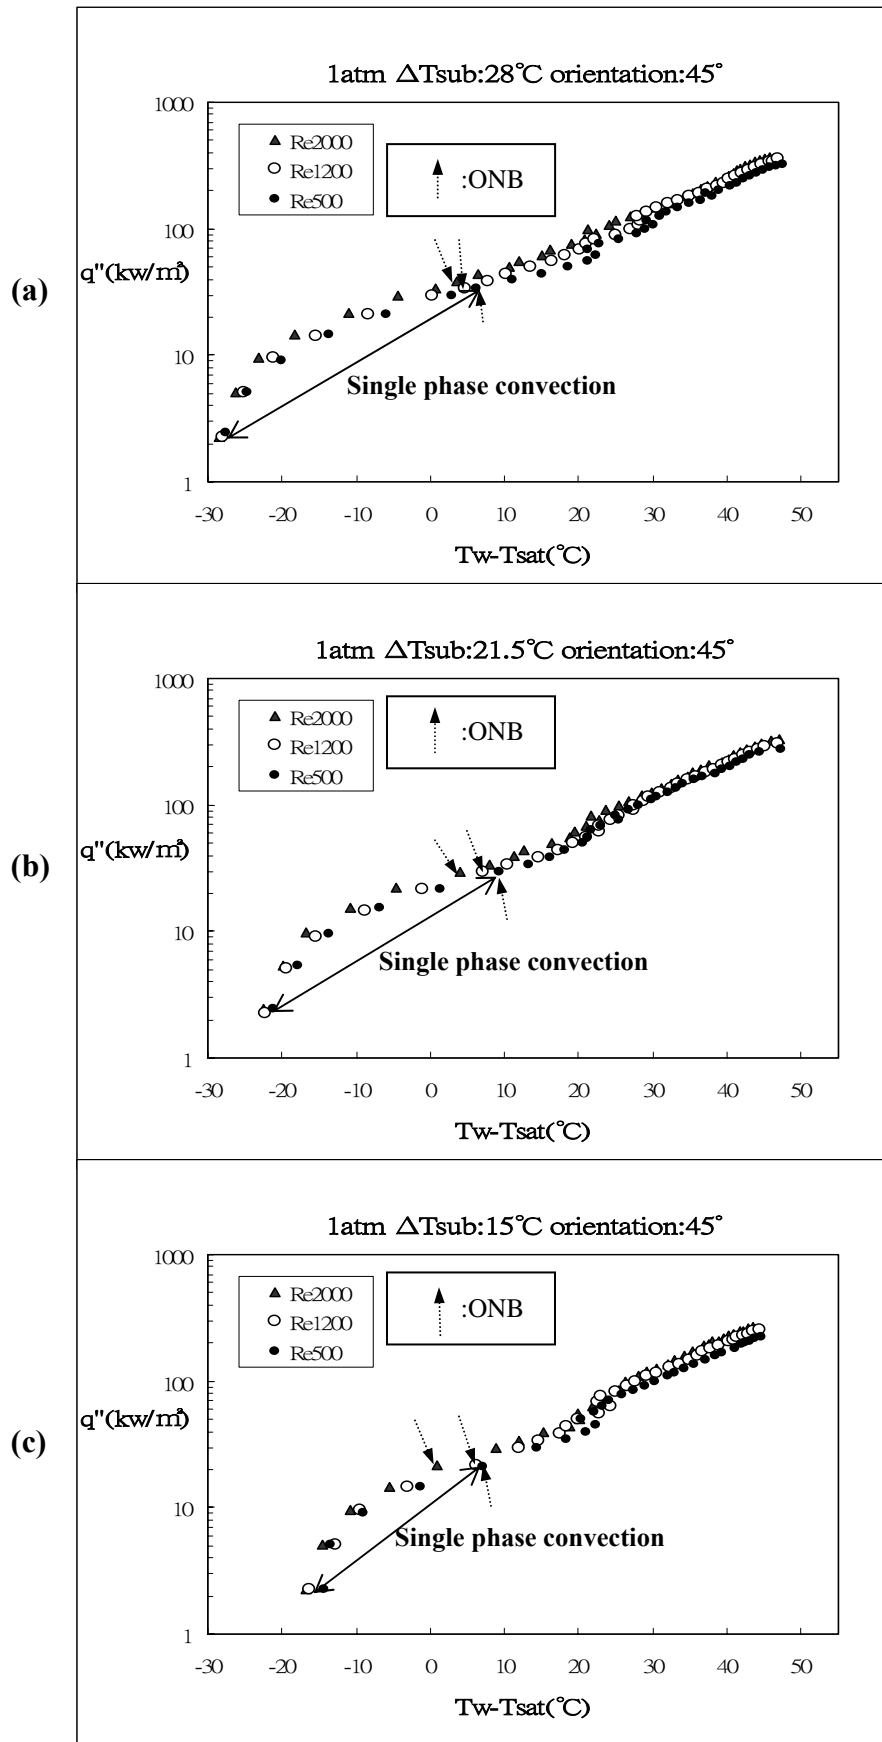 (a)
1atm ΔTsub:28°C orientation:45°
1000
100
10
1
q"(kw/m²)
Re2000
Re1200
Re500
:ONB
Single phase convection
-30 -20 -10 0 10 20 30 40 50
Tw-Tsat(°C)
(b)
1atm ΔTsub:21.5°C orientation:45°
1000
100
10
1
q"(kw/m²)
Re2000
Re1200
Re500
:ONB
Single phase convection
-30 -20 -10 0 10 20 30 40 50
Tw-Tsat(°C)
(c)
1atm ΔTsub:15°C orientation:45°
1000
100
10
1
q"(kw/m²)
Re2000
Re1200
Re500
:ONB
Single phase convection
-30 -20 -10 0 10 20 30 40 50
Tw-Tsat(°C)